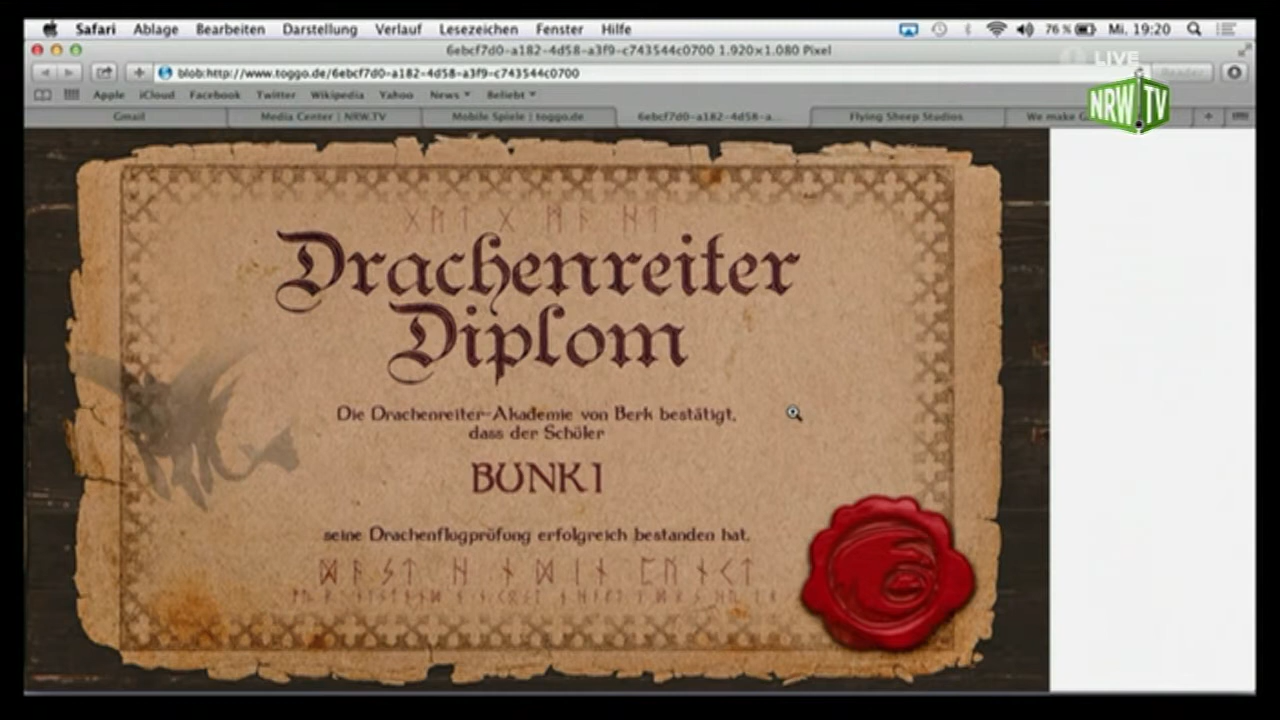 Safari Ablage Bearbeiten Darstellung Verlauf Lesezeichen Fenster Hilfe 76 % Mi. 19:20
6ebcf7d0-a182-4d58-a3f9-c743544c0700 1.920×1.080 Pixel
LIVE
blob:http://www.toggo.de/6ebcf7d0-a182-4d58-a3f9-c743544c0700 Reader
NRW.TV
Apple iCloud Facebook Twitter Wikipedia Yahoo News Beliebt
Gmail Media Center | NRW.TV Mobile Spiele | toggo.de 6ebcf7d0-a182-4d58-a... Flying Sheep Studios We make
Drachenreiter
Diplom
Die Drachenreiter-Akademie von Berk bestätigt,
dass der Schüler
BUNKI
seine Drachenflugprüfung erfolgreich bestanden hat.